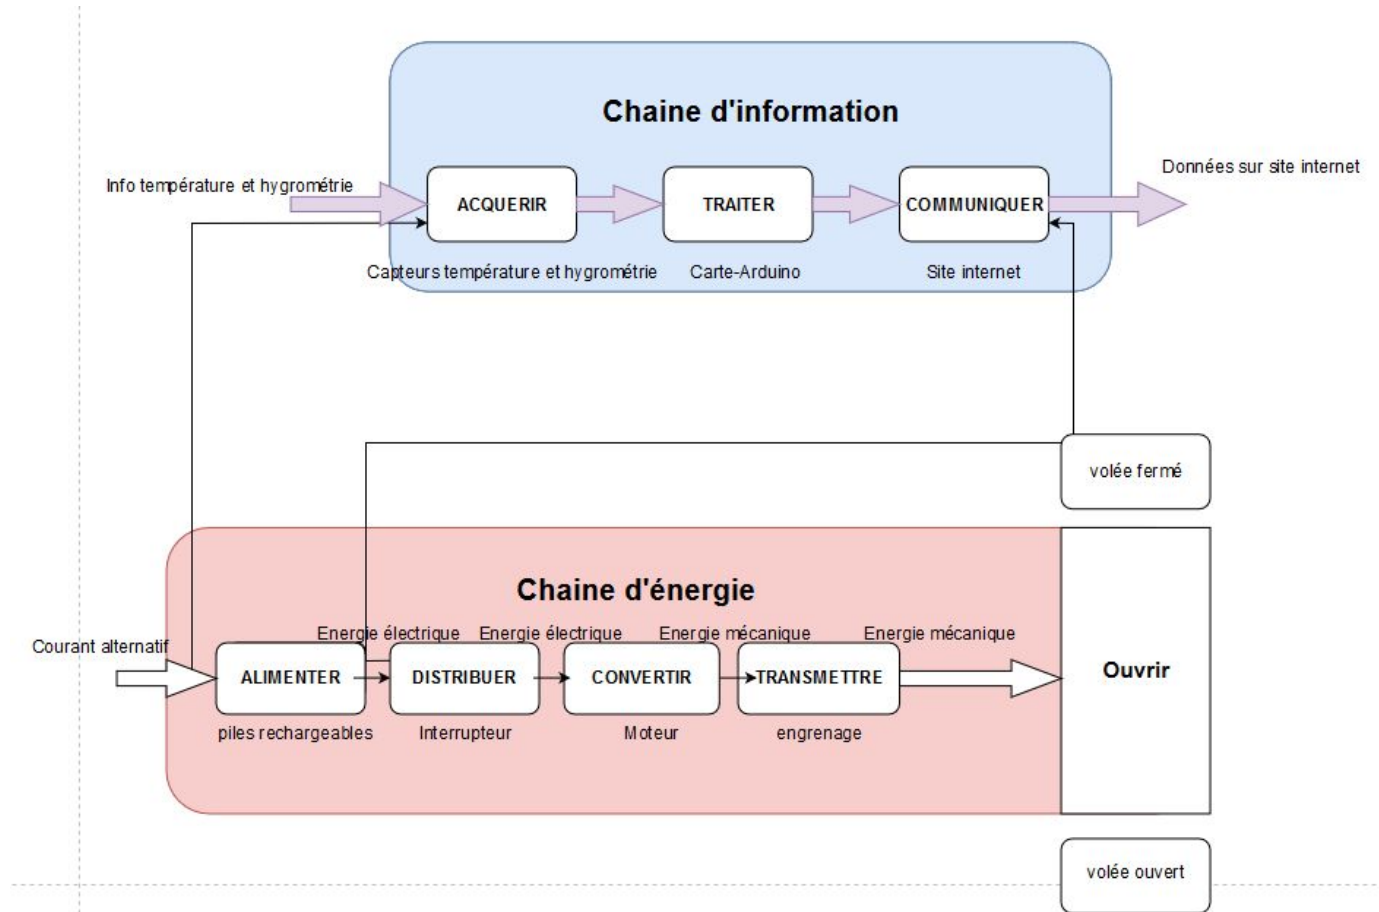 Chaine d'information
Info température et hygrométrie
Données sur site internet
ACQUERIR
TRAITER
COMMUNIQUER
Capteurs température et hygrométrie
Carte-Arduino
Site internet
volée fermé
Chaine d'énergie
Courant alternatif
Energie électrique
Energie électrique
Energie mécanique
Energie mécanique
ALIMENTER
DISTRIBUER
CONVERTIR
TRANSMETTRE
Ouvrir
piles rechargeables
Interrupteur
Moteur
engrenage
volée ouvert